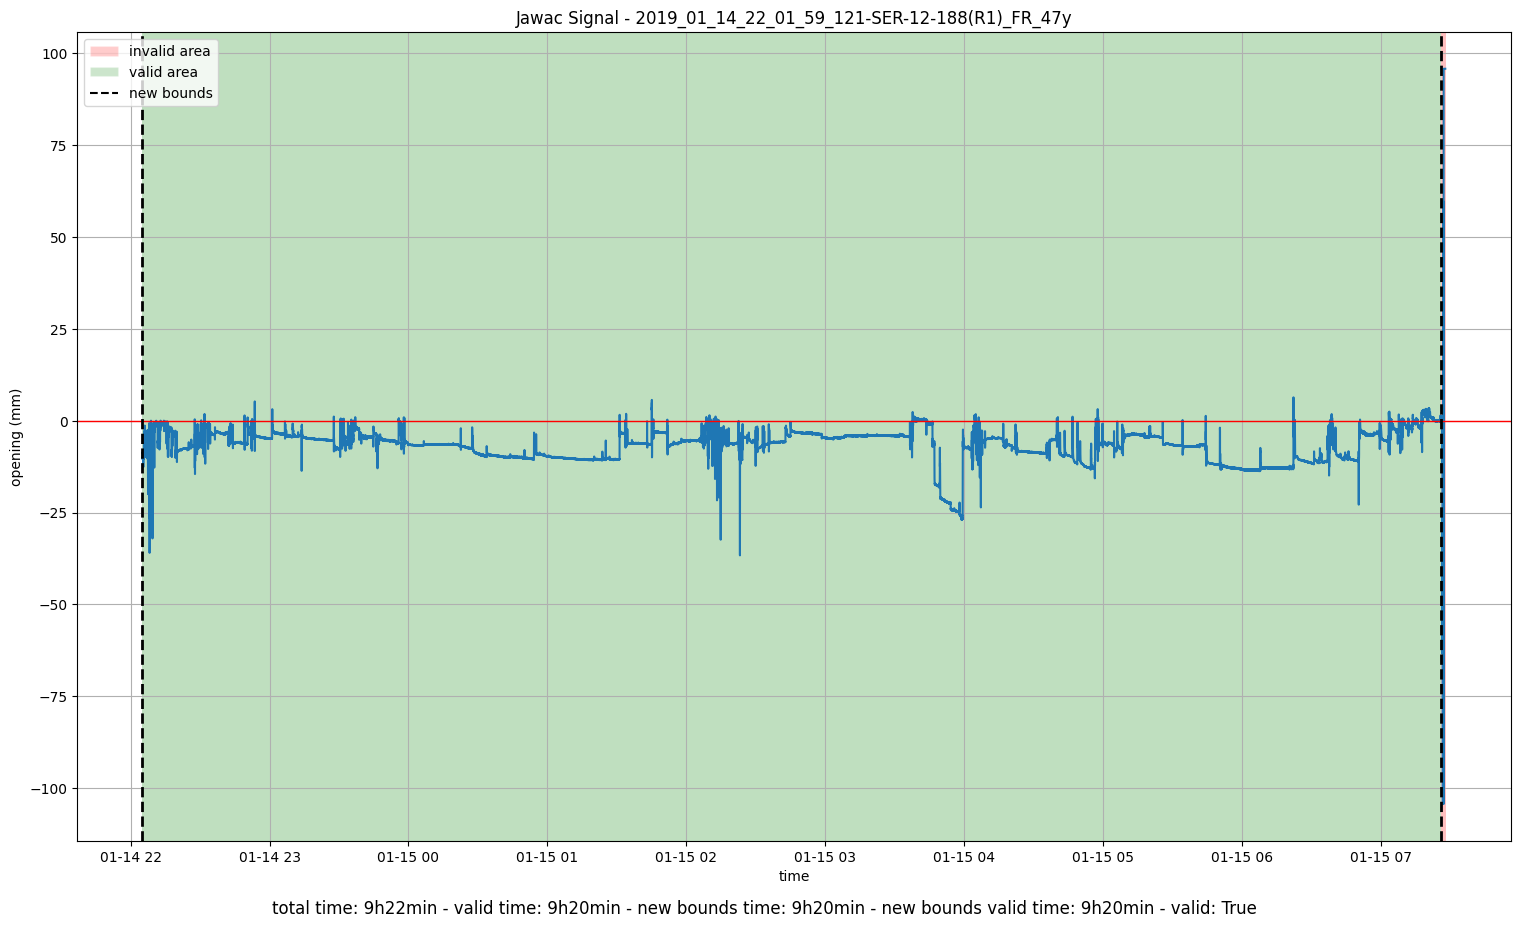 Jawac Signal - 2019_01_14_22_01_59_121-SER-12-188(R1)_FR_47y
invalid area
valid area
new bounds
100
75
50
25
0
−25
−50
−75
−100
opening (mm)
01-14 22
01-14 23
01-15 00
01-15 01
01-15 02
01-15 03
01-15 04
01-15 05
01-15 06
01-15 07
time
total time: 9h22min - valid time: 9h20min - new bounds time: 9h20min - new bounds valid time: 9h20min - valid: True